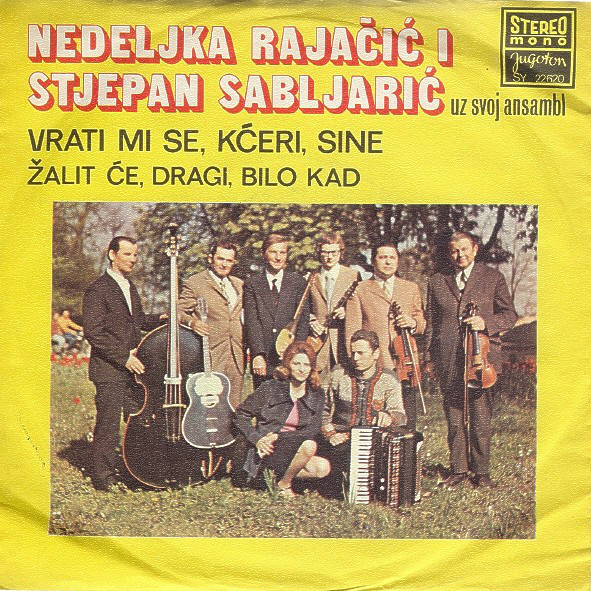 NEDELJKA RAJAČIĆ I
STJEPAN SABLJARIĆ
uz svoj ansambl
VRATI MI SE, KĆERI, SINE
ŽALIT ĆE, DRAGI, BILO KAD
STEREO
mono
Jugoton
SY 22620